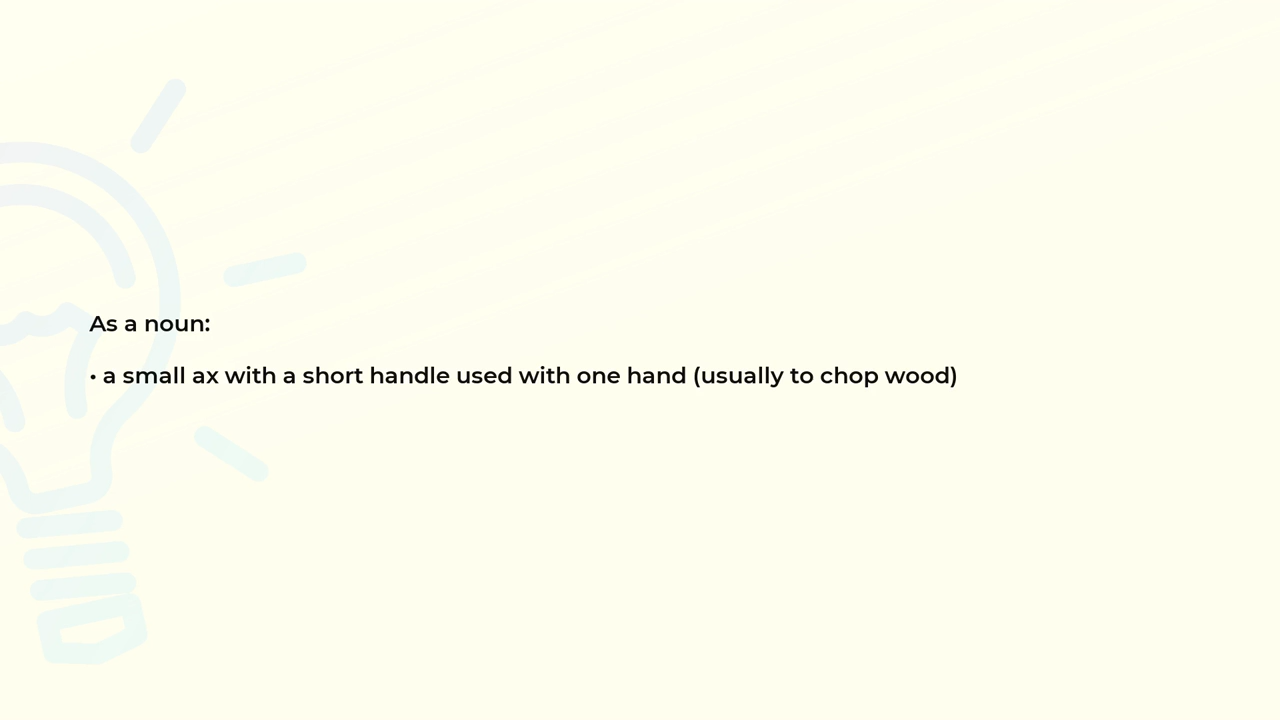 As a noun:
• a small ax with a short handle used with one hand (usually to chop wood)